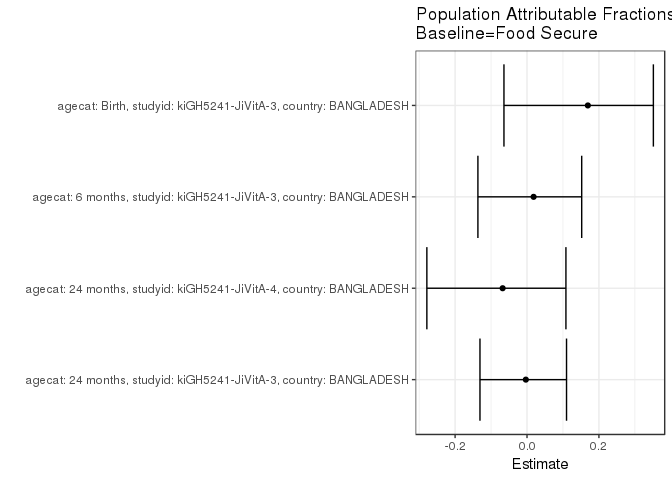 Population Attributable Fractions
Baseline=Food Secure
agecat: Birth, studyid: kiGH5241-JiVitA-3, country: BANGLADESH
agecat: 6 months, studyid: kiGH5241-JiVitA-3, country: BANGLADESH
agecat: 24 months, studyid: kiGH5241-JiVitA-4, country: BANGLADESH
agecat: 24 months, studyid: kiGH5241-JiVitA-3, country: BANGLADESH
-0.2 0.0 0.2
Estimate